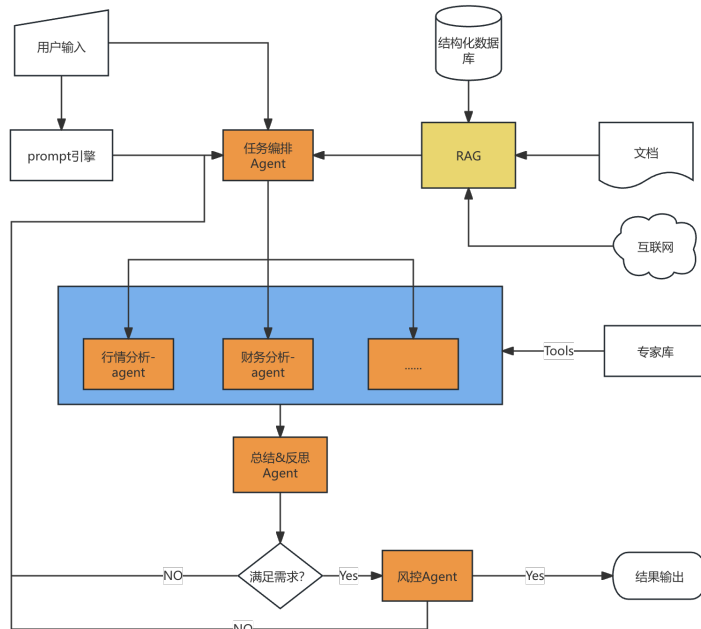 用户输入
结构化数据
库
prompt引擎
任务编排
Agent
RAG
文档
互联网
行情分析-
agent
财务分析-
agent
......
Tools
专家库
总结&反思
Agent
满足需求?
NO
Yes
风控Agent
Yes
结果输出
NO